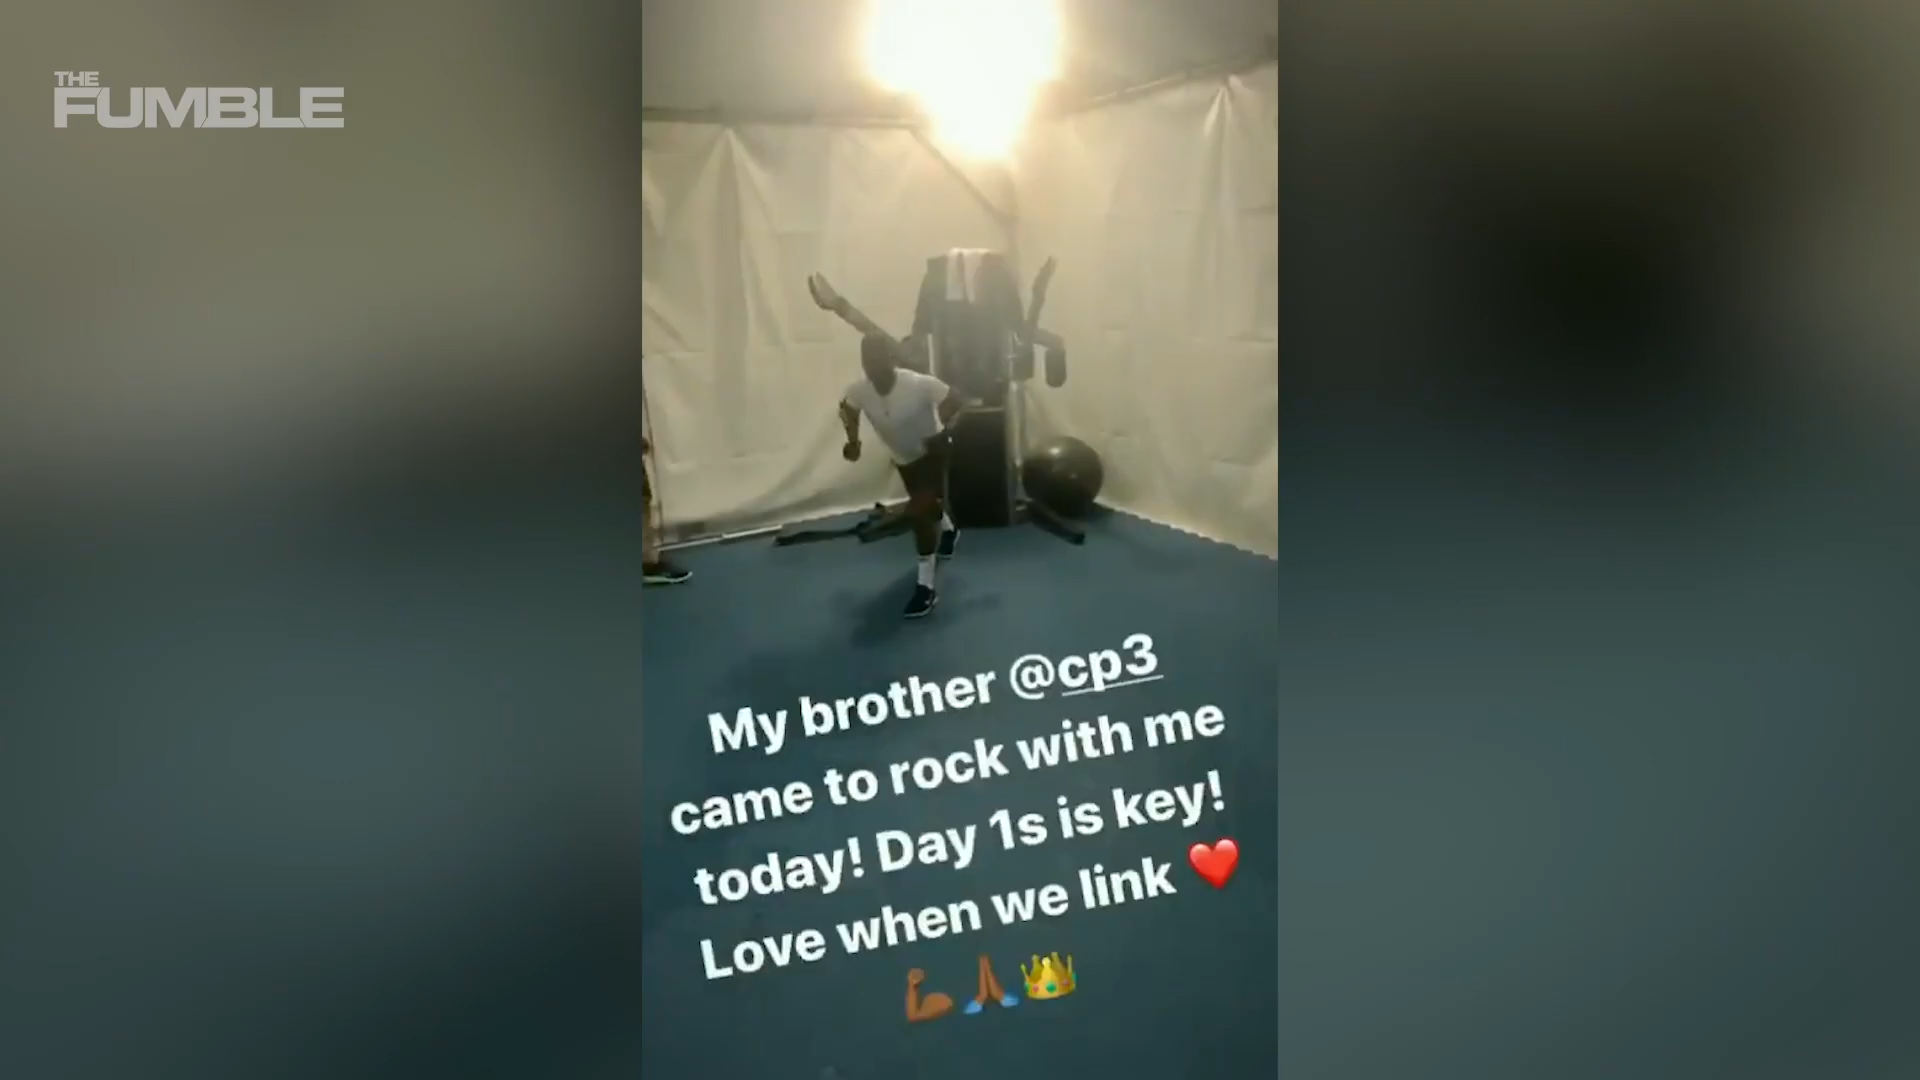 THE
FUMBLE
My brother @cp3
came to rock with me
today! Day 1s is key!
Love when we link ❤️
💪🏾🙏🏾👑